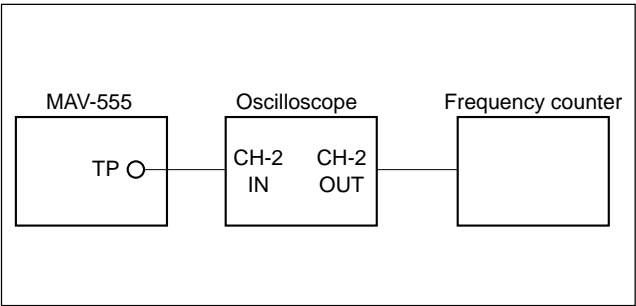 MAV-555
Oscilloscope
Frequency counter
TP
CH-2
IN
CH-2
OUT